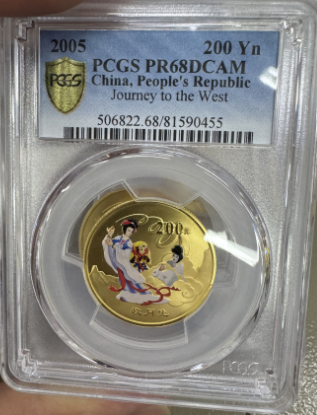 2005 200 Yn
PCGS PR68DCAM
China, People's Republic
Journey to the West
506822.68/81590455
PCGS
200元
PCGS